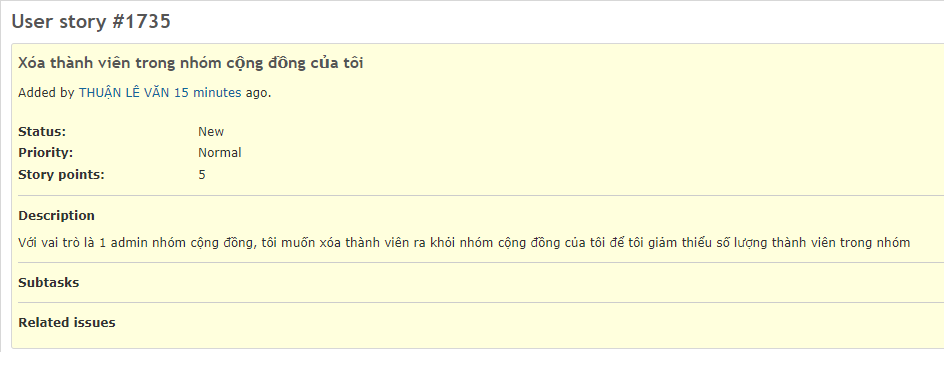 User story #1735
Xóa thành viên trong nhóm cộng đồng của tôi
Added by THUẬN LÊ VĂN 15 minutes ago.
Status: New
Priority: Normal
Story points: 5
Description
Với vai trò là 1 admin nhóm cộng đồng, tôi muốn xóa thành viên ra khỏi nhóm cộng đồng của tôi để tôi giảm thiểu số lượng thành viên trong nhóm
Subtasks
Related issues